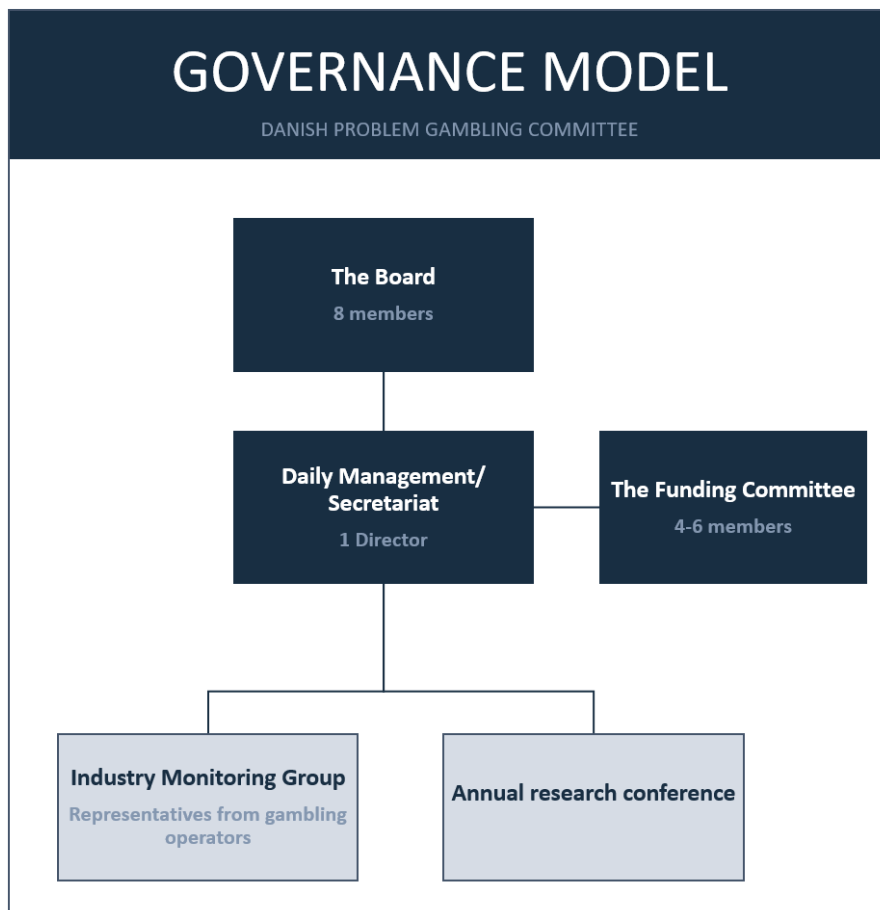 GOVERNANCE MODEL
DANISH PROBLEM GAMBLING COMMITTEE
The Board
8 members
Daily Management/
Secretariat
1 Director
The Funding Committee
4-6 members
Industry Monitoring Group
Representatives from gambling
operators
Annual research conference